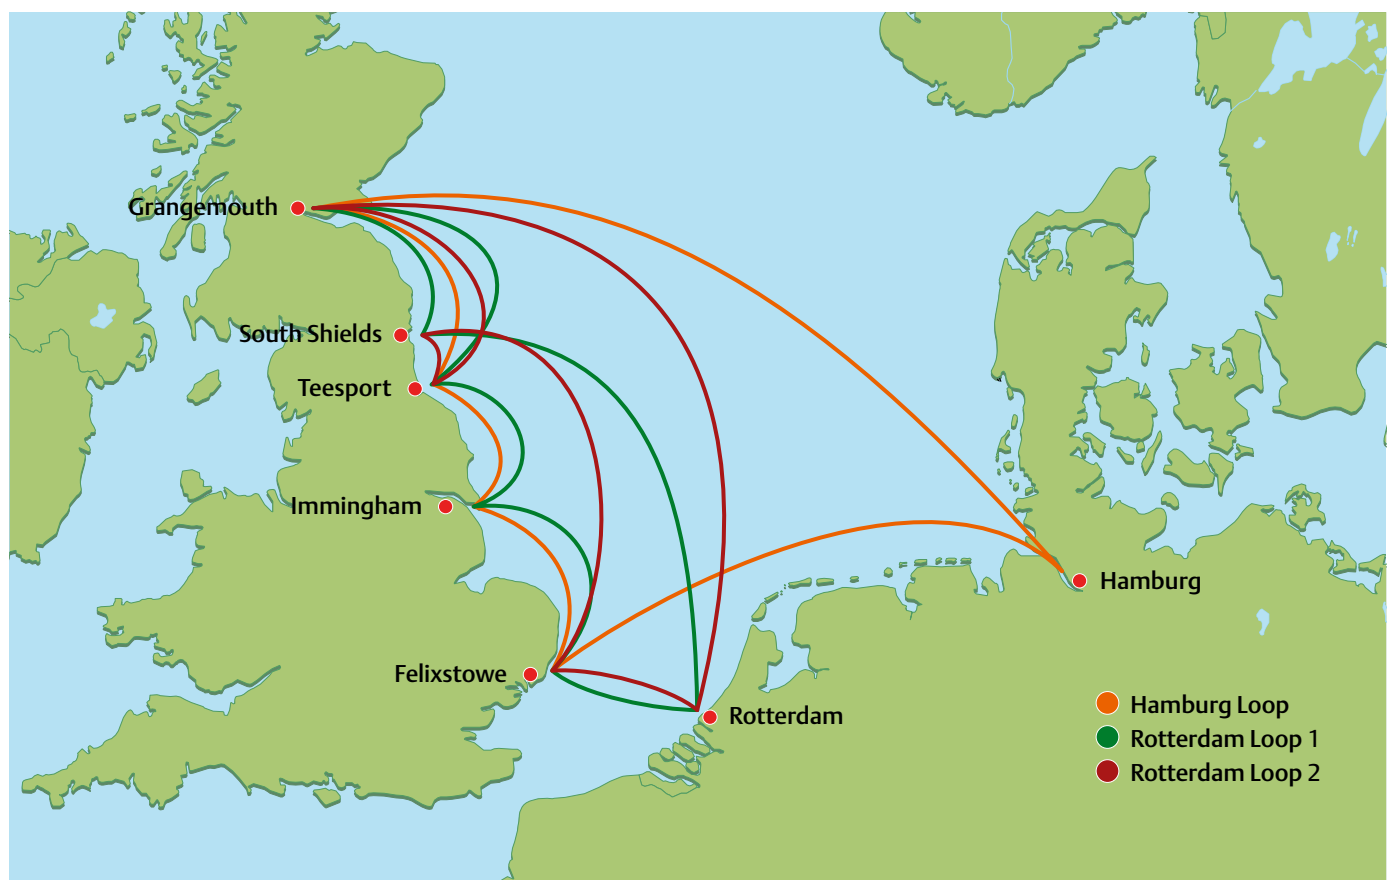 Grangemouth
South Shields
Teesport
Immingham
Hamburg
Felixstowe
Rotterdam
Hamburg Loop
Rotterdam Loop 1
Rotterdam Loop 2